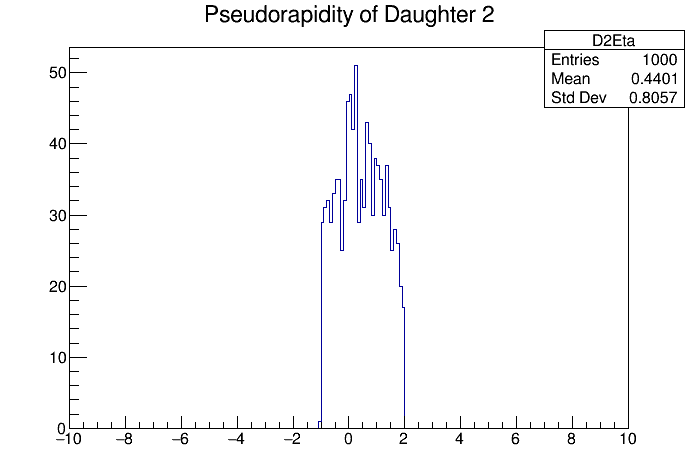 Pseudorapidity of Daughter 2
D2Eta
Entries 1000
Mean 0.4401
Std Dev 0.8057
50
40
30
20
10
0
−10 −8 −6 −4 −2 0 2 4 6 8 10